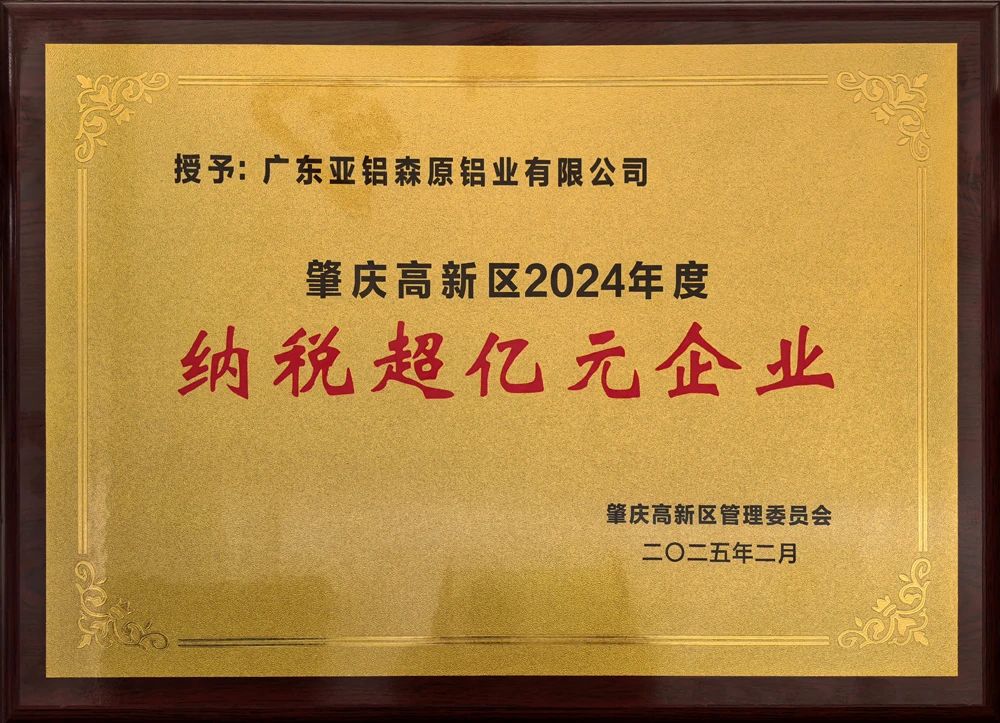 授予: 广东亚铝森原铝业有限公司
肇庆高新区2024年度
纳税超亿元企业
肇庆高新区管理委员会
二〇二五年二月